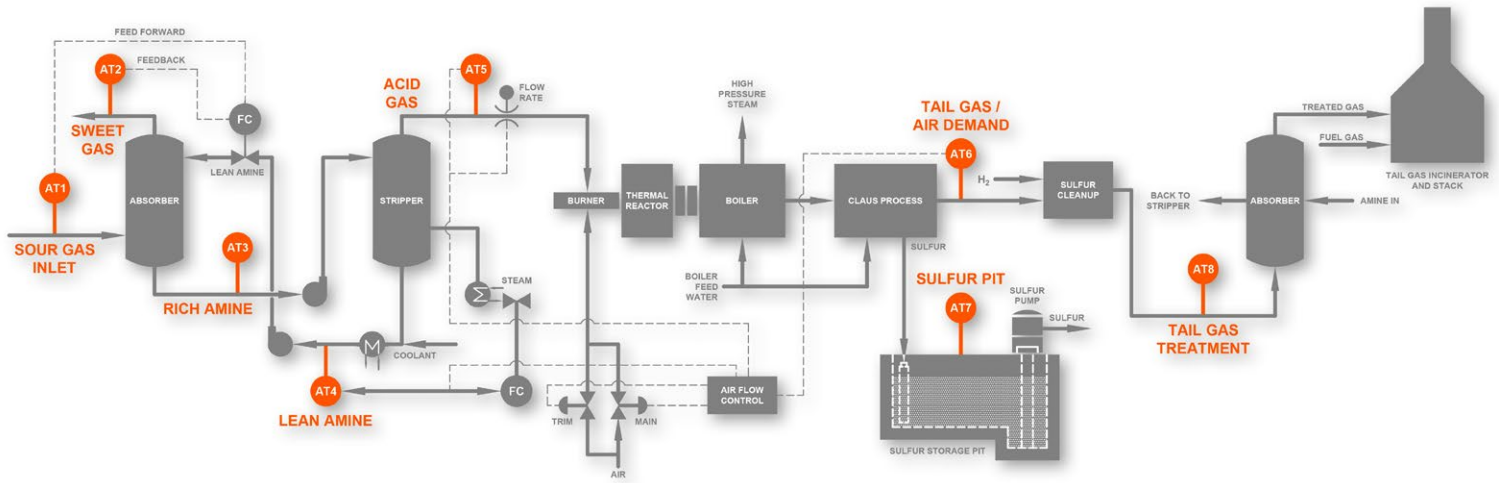 FEED FORWARD
AT2
FEEDBACK
FC
SWEET
GAS
LEAN AMINE
AT1
ABSORBER
SOUR GAS
INLET
AT3
RICH AMINE
ACID
GAS
AT5
FLOW
RATE
STRIPPER
STEAM
COOLANT
AT4
FC
LEAN AMINE
BURNER
THERMAL
REACTOR
HIGH
PRESSURE
STEAM
BOILER
BOILER
FEED
WATER
TRIM
MAIN
AIR
AIR FLOW
CONTROL
TAIL GAS /
AIR DEMAND
AT6
CLAUS PROCESS
SULFUR
H2
SULFUR
CLEANUP
SULFUR PIT
AT7
SULFUR
PUMP
SULFUR
SULFUR STORAGE PIT
AT8
TAIL GAS
TREATMENT
BACK TO
STRIPPER
ABSORBER
AMINE IN
TREATED GAS
FUEL GAS
TAIL GAS INCINERATOR
AND STACK